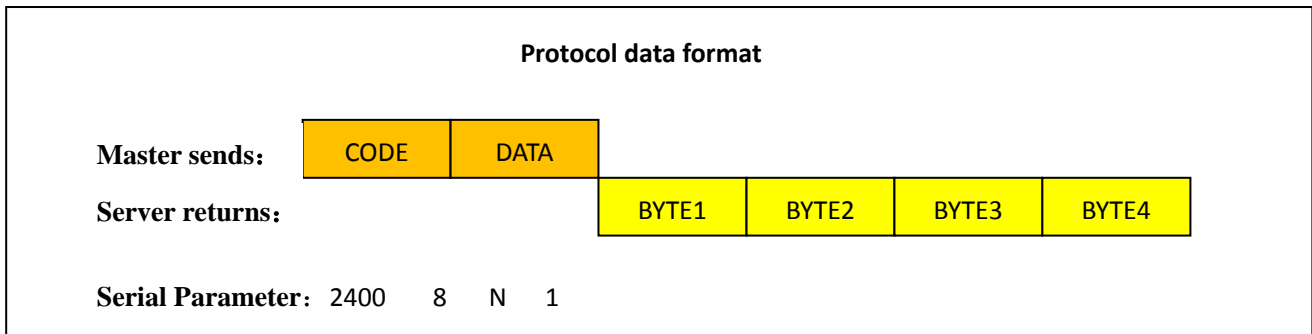 Protocol data format
Master sends： CODE DATA
Server returns： BYTE1 BYTE2 BYTE3 BYTE4
Serial Parameter：2400 8 N 1